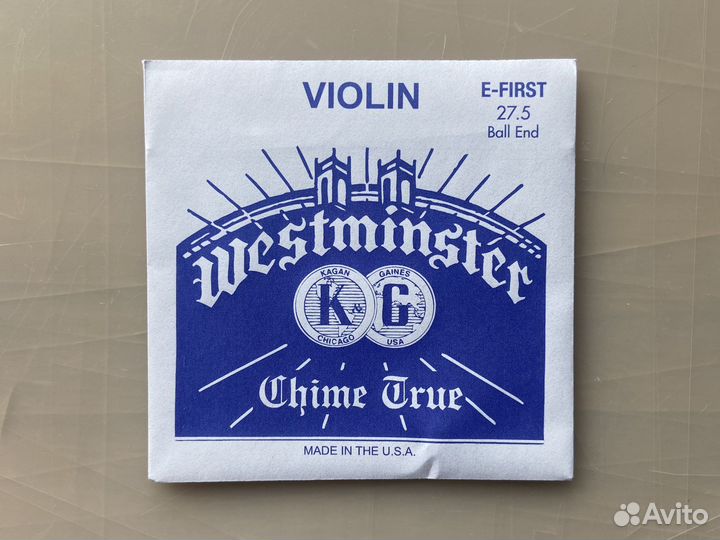 VIOLIN
E-FIRST
27.5
Ball End
Westminster
KAGAN GAINES
K & G
CHICAGO USA
Chime True
MADE IN THE U.S.A.
Avito